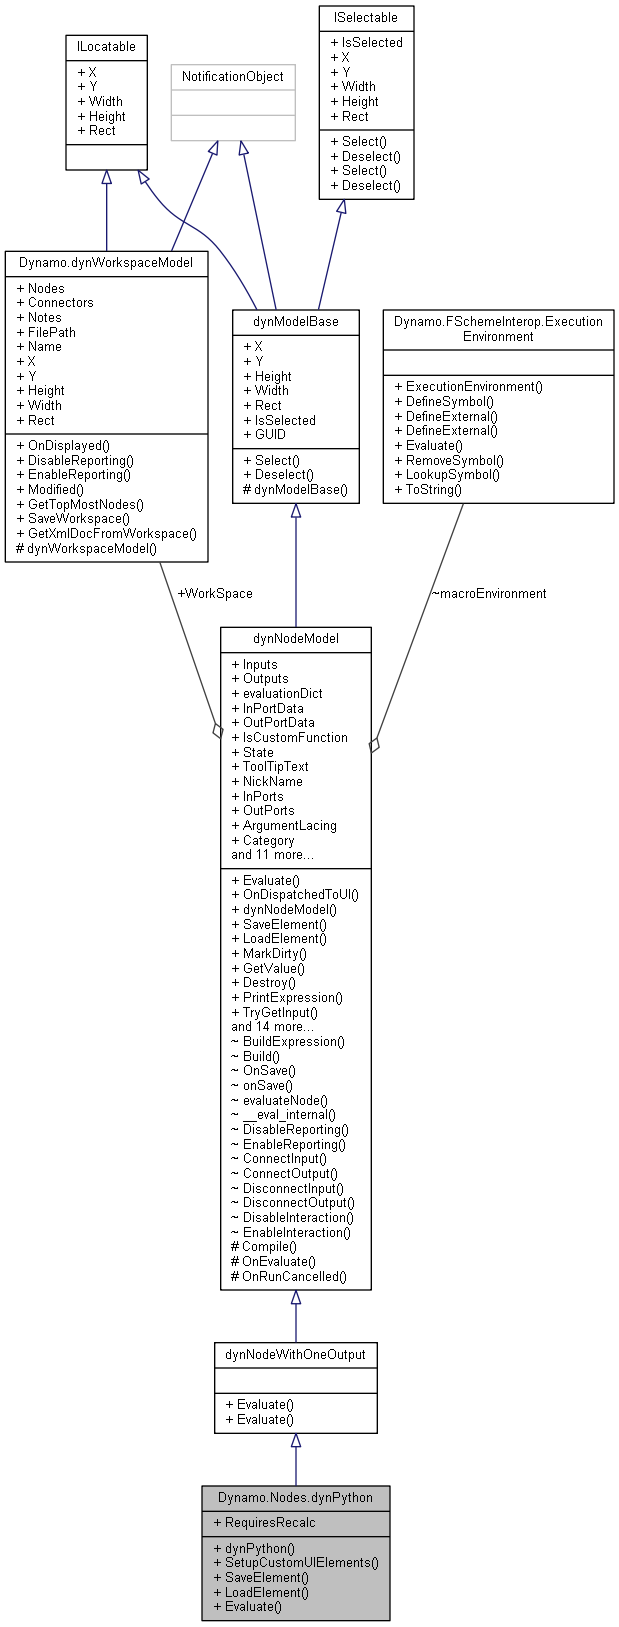 ISelectable
+ IsSelected
+ X
+ Y
+ Width
+ Height
+ Rect
+ Select()
+ Deselect()
+ Select()
+ Deselect()
ILocatable
+ X
+ Y
+ Width
+ Height
+ Rect
NotificationObject
Dynamo.dynWorkspaceModel
+ Nodes
+ Connectors
+ Notes
+ FilePath
+ Name
+ X
+ Y
+ Height
+ Width
+ Rect
+ OnDisplayed()
+ DisableReporting()
+ EnableReporting()
+ Modified()
+ GetTopMostNodes()
+ SaveWorkspace()
+ GetXmlDocFromWorkspace()
# dynWorkspaceModel()
dynModelBase
+ X
+ Y
+ Height
+ Width
+ Rect
+ IsSelected
+ GUID
+ Select()
+ Deselect()
# dynModelBase()
Dynamo.FSchemeInterop.Execution
Environment
+ ExecutionEnvironment()
+ DefineSymbol()
+ DefineExternal()
+ DefineExternal()
+ Evaluate()
+ RemoveSymbol()
+ LookupSymbol()
+ ToString()
+WorkSpace
~macroEnvironment
dynNodeModel
+ Inputs
+ Outputs
+ evaluationDict
+ InPortData
+ OutPortData
+ IsCustomFunction
+ State
+ ToolTipText
+ NickName
+ InPorts
+ OutPorts
+ ArgumentLacing
+ Category
and 11 more...
+ Evaluate()
+ OnDispatchedToUI()
+ dynNodeModel()
+ SaveElement()
+ LoadElement()
+ MarkDirty()
+ GetValue()
+ Destroy()
+ PrintExpression()
+ TryGetInput()
and 14 more...
~ BuildExpression()
~ Build()
~ OnSave()
~ onSave()
~ evaluateNode()
~ __eval_internal()
~ DisableReporting()
~ EnableReporting()
~ ConnectInput()
~ ConnectOutput()
~ DisconnectInput()
~ DisconnectOutput()
~ DisableInteraction()
~ EnableInteraction()
# Compile()
# OnEvaluate()
# OnRunCancelled()
dynNodeWithOneOutput
+ Evaluate()
+ Evaluate()
Dynamo.Nodes.dynPython
+ RequiresRecalc
+ dynPython()
+ SetupCustomUIElements()
+ SaveElement()
+ LoadElement()
+ Evaluate()